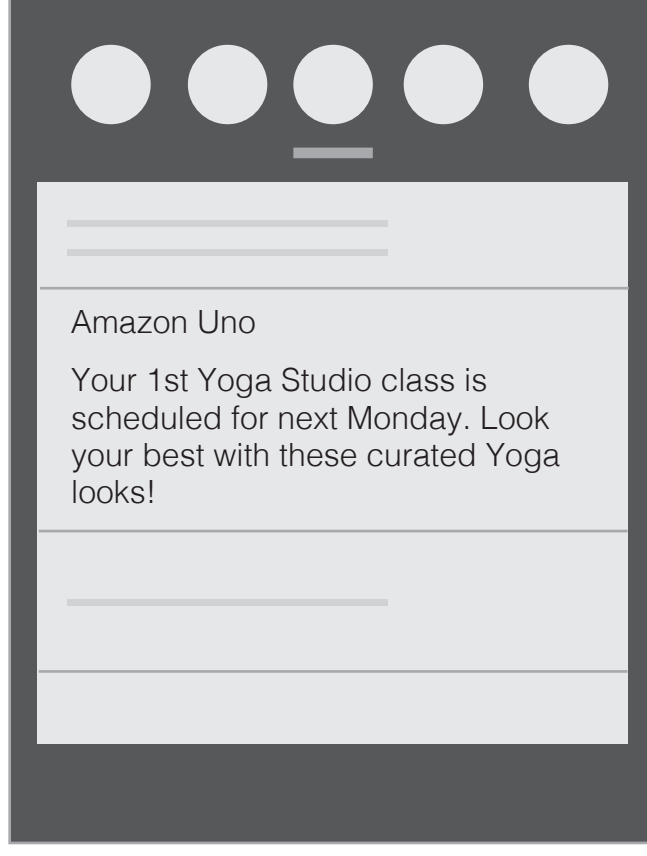 Amazon Uno
Your 1st Yoga Studio class is
scheduled for next Monday. Look
your best with these curated Yoga
looks!